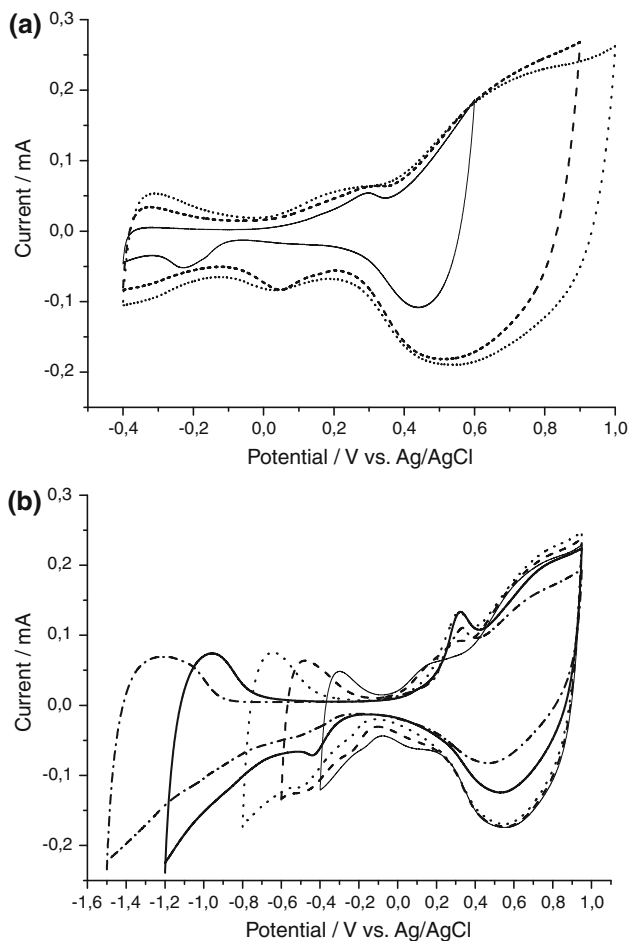 (a)
0,3
0,2
0,1
0,0
-0,1
-0,2
Current / mA
-0,4 -0,2 0,0 0,2 0,4 0,6 0,8 1,0
Potential / V vs. Ag/AgCl
(b)
0,3
0,2
0,1
0,0
-0,1
-0,2
Current / mA
-1,6 -1,4 -1,2 -1,0 -0,8 -0,6 -0,4 -0,2 0,0 0,2 0,4 0,6 0,8 1,0
Potential / V vs. Ag/AgCl